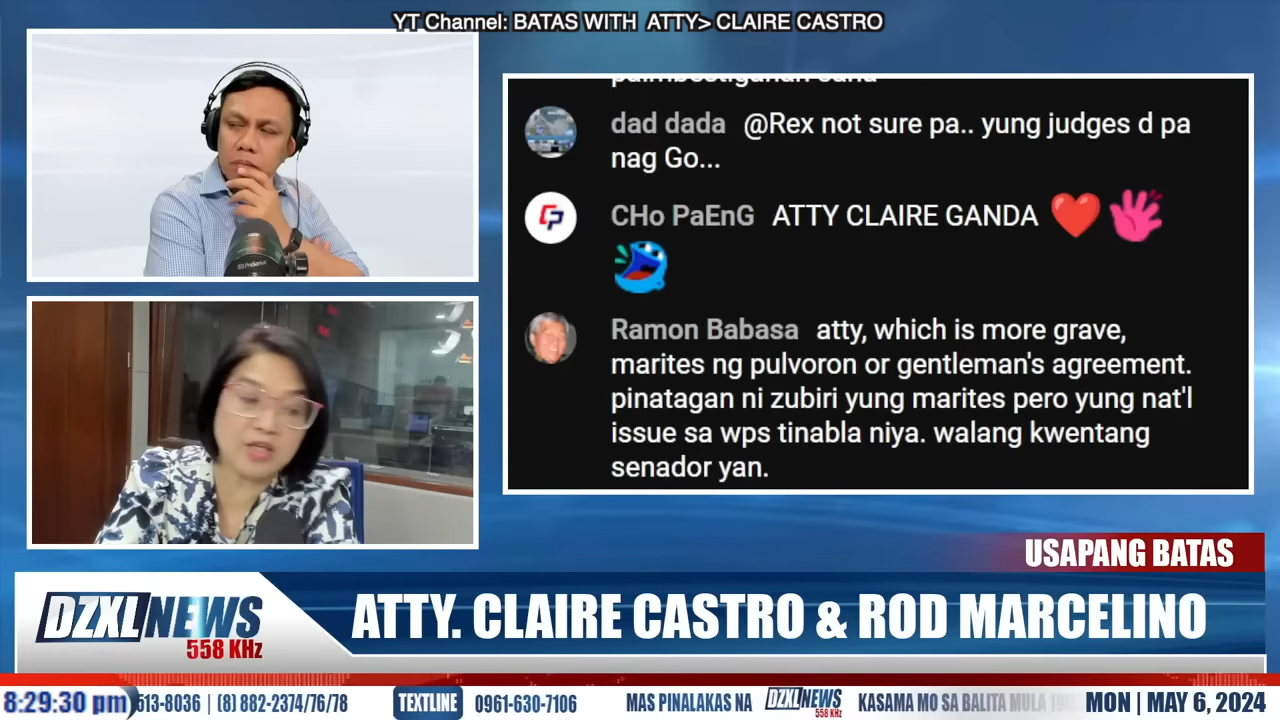 YT Channel: BATAS WITH ATTY> CLAIRE CASTRO
dad dada @Rex not sure pa.. yung judges d pa
nag Go...
CHo PaEnG ATTY CLAIRE GANDA
Ramon Babasa atty, which is more grave,
marites ng pulvoron or gentleman's agreement.
pinatagan ni zubiri yung marites pero yung nat'l
issue sa wps tinabla niya. walang kwentang
senador yan.
USAPANG BATAS
DZXL NEWS
558 KHz
ATTY. CLAIRE CASTRO & ROD MARCELINO
8:29:30 pm 513-8036 | (8) 882-2374/76/78 TEXTLINE 0961-630-7106 MAS PINALAKAS NA DZXL NEWS 558 KHz KASAMA MO SA BALITA MULA MON | MAY 6, 2024